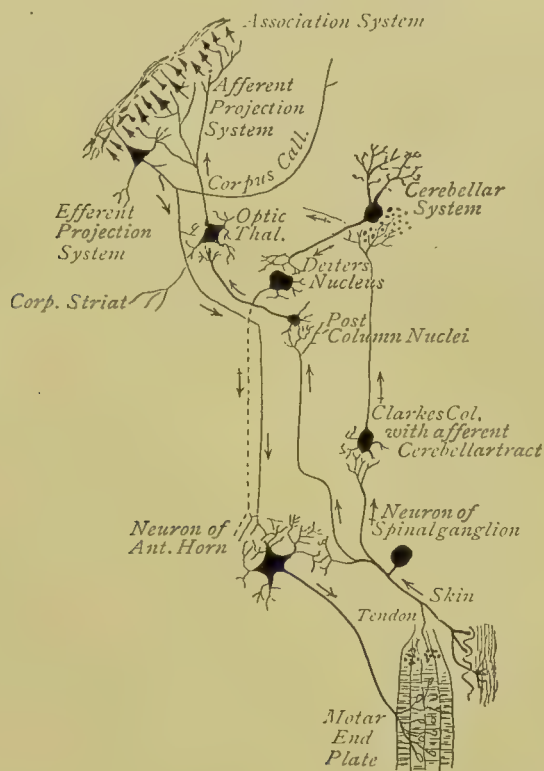 Association System
Afferent
Projection
System
Corpus Call.
Cerebellar
System
Efferent
Projection
System
Optic
Thal.
Deiters
Nucleus
Corp. Striat
Post
Column Nuclei
Clarkes Col.
with afferent
Cerebellartract
Neuron of
Ant. Horn
Neuron of
Spinalganglion
Skin
Tendon
Motar
End
Plate